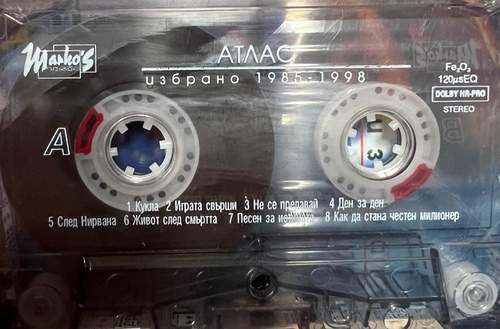 Marko's
АТЛАС
избрано 1985-1998
Fe₂O₃
120µsEQ
DOLBY HX-PRO
STEREO
A
1 Кукла 2 Играта свърши 3 Не се предавай 4 Ден за ден
5 След Нирвана 6 Живот след смъртта 7 Песен за 8 Как да стана честен милионер